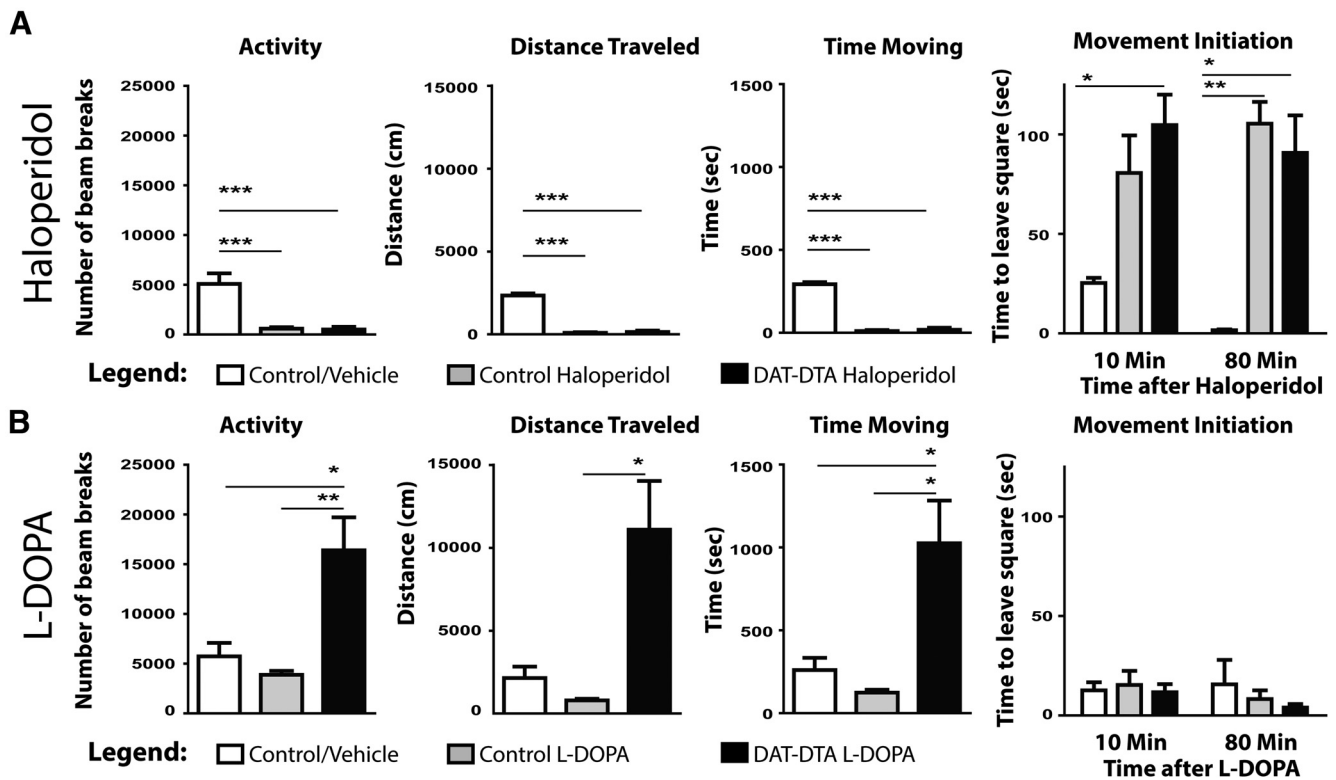 A
Haloperidol
Activity
Number of beam breaks
25000
20000
15000
10000
5000
0
***
***
Distance Traveled
Distance (cm)
15000
10000
5000
0
***
***
Time Moving
Time (sec)
1500
1000
500
0
***
***
Movement Initiation
Time to leave square (sec)
100
50
0
*
*
**
10 Min
80 Min
Time after Haloperidol
Legend:
Control/Vehicle
Control Haloperidol
DAT-DTA Haloperidol
B
L-DOPA
Activity
Number of beam breaks
25000
20000
15000
10000
5000
0
*
**
Distance Traveled
Distance (cm)
15000
10000
5000
0
*
Time Moving
Time (sec)
1500
1000
500
0
*
*
Movement Initiation
Time to leave square (sec)
100
50
0
10 Min
80 Min
Time after L-DOPA
Legend:
Control/Vehicle
Control L-DOPA
DAT-DTA L-DOPA